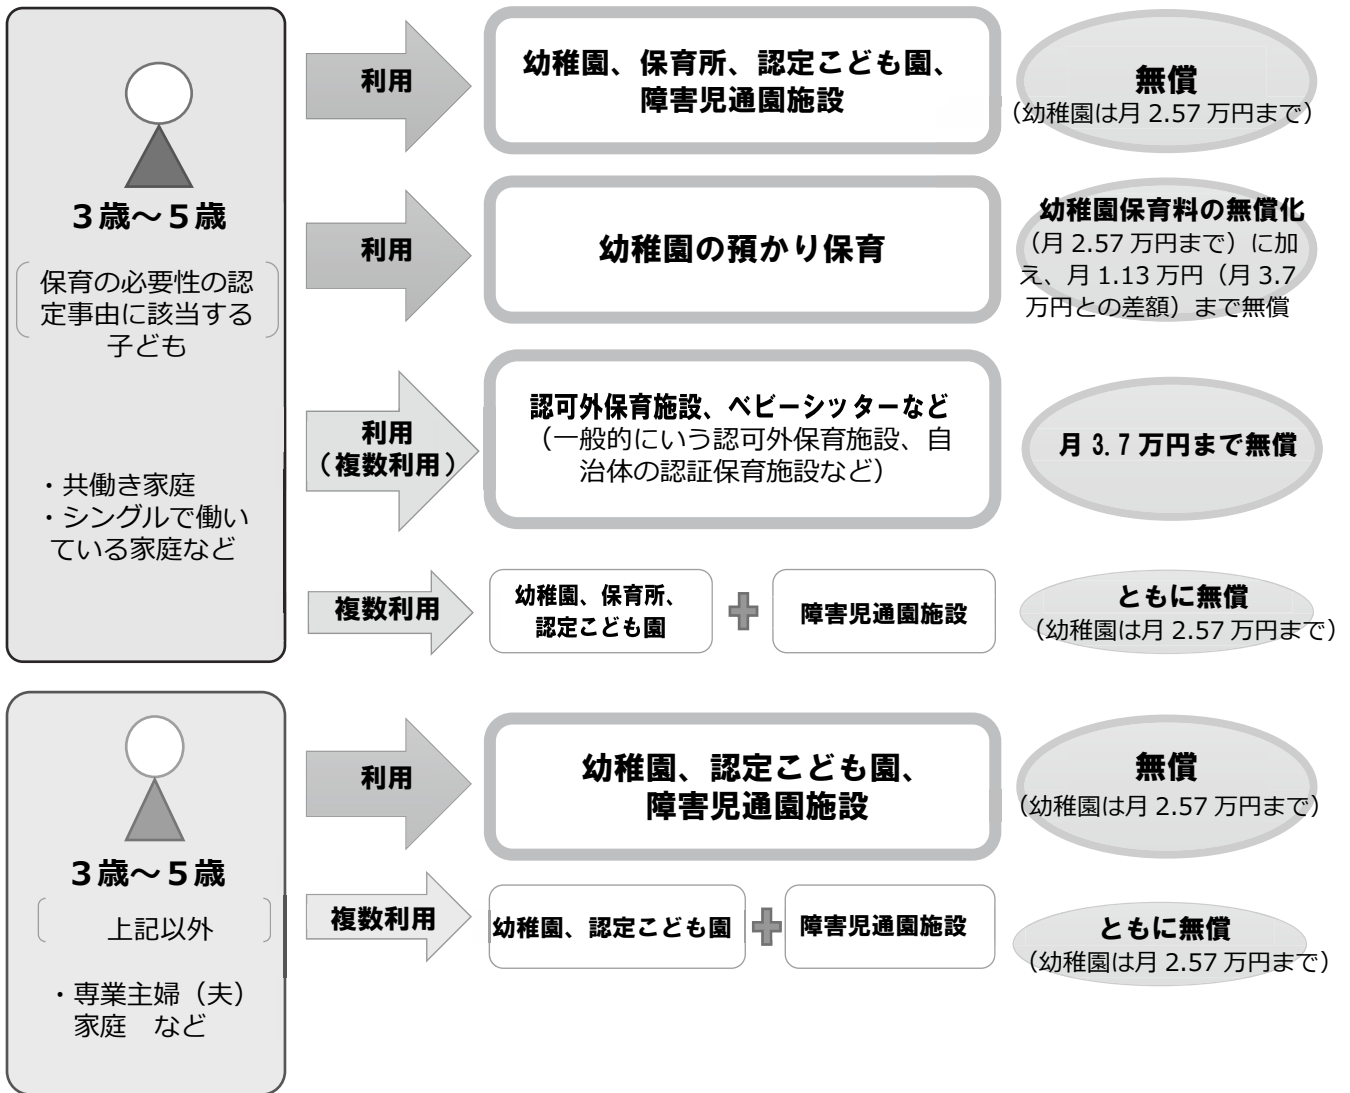 3歳～5歳
保育の必要性の認
定事由に該当する
子ども
・共働き家庭
・シングルで働い
ている家庭など
利用
幼稚園、保育所、認定こども園、
障害児通園施設
無償
（幼稚園は月 2.57 万円まで）
利用
幼稚園の預かり保育
幼稚園保育料の無償化
（月 2.57 万円まで）に加
え、月 1.13 万円（月 3.7
万円との差額）まで無償
利用
（複数利用）
認可外保育施設、ベビーシッターなど
（一般的にいう認可外保育施設、自
治体の認証保育施設など）
月 3.7 万円まで無償
複数利用
幼稚園、保育所、
認定こども園
障害児通園施設
ともに無償
（幼稚園は月 2.57 万円まで）
3歳～5歳
上記以外
・専業主婦（夫）
家庭　など
利用
幼稚園、認定こども園、
障害児通園施設
無償
（幼稚園は月 2.57 万円まで）
複数利用
幼稚園、認定こども園
障害児通園施設
ともに無償
（幼稚園は月 2.57 万円まで）